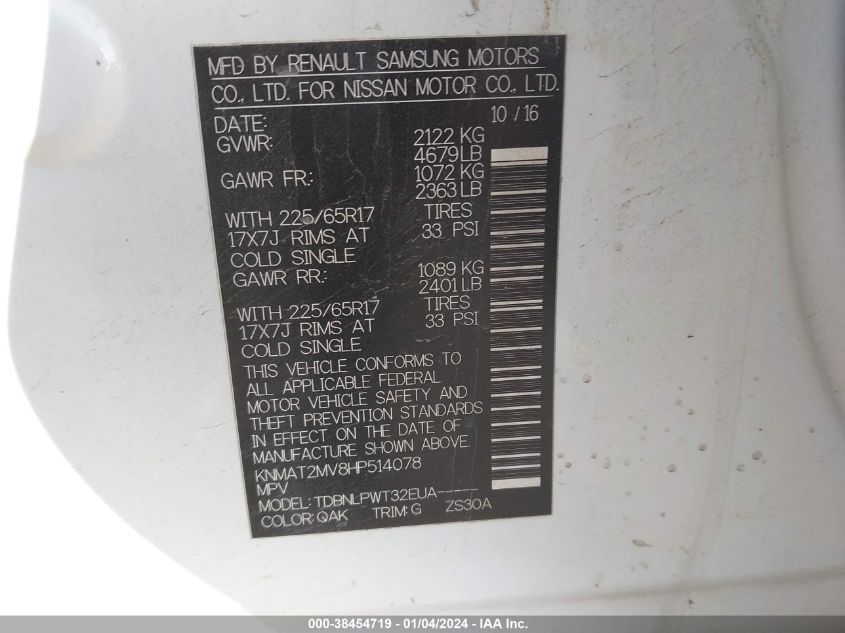 MFD BY RENAULT SAMSUNG MOTORS
CO., LTD. FOR NISSAN MOTOR CO., LTD.
DATE: 10 / 16
GVWR: 2122 KG
4679 LB
GAWR FR.: 1072 KG
2363 LB
WITH 225/65R17 TIRES
17X7J RIMS AT 33 PSI
COLD SINGLE
GAWR RR.: 1089 KG
2401 LB
WITH 225/65R17 TIRES
17X7J RIMS AT 33 PSI
COLD SINGLE
THIS VEHICLE CONFORMS TO
ALL APPLICABLE FEDERAL
MOTOR VEHICLE SAFETY AND
THEFT PREVENTION STANDARDS
IN EFFECT ON THE DATE OF
MANUFACTURE SHOWN ABOVE.
KNMAT2MV8HP514078
MPV
MODEL: TDBNLPWT32EUA-----
COLOR: QAK TRIM: G ZS30A
000-38454719 - 01/04/2024 - IAA Inc.